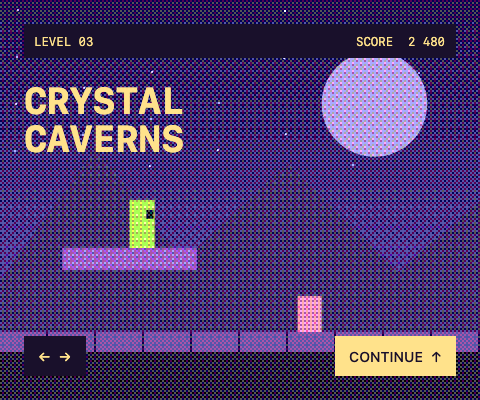 LEVEL 03
SCORE 2 480
CRYSTAL
CAVERNS
← →
CONTINUE ↑